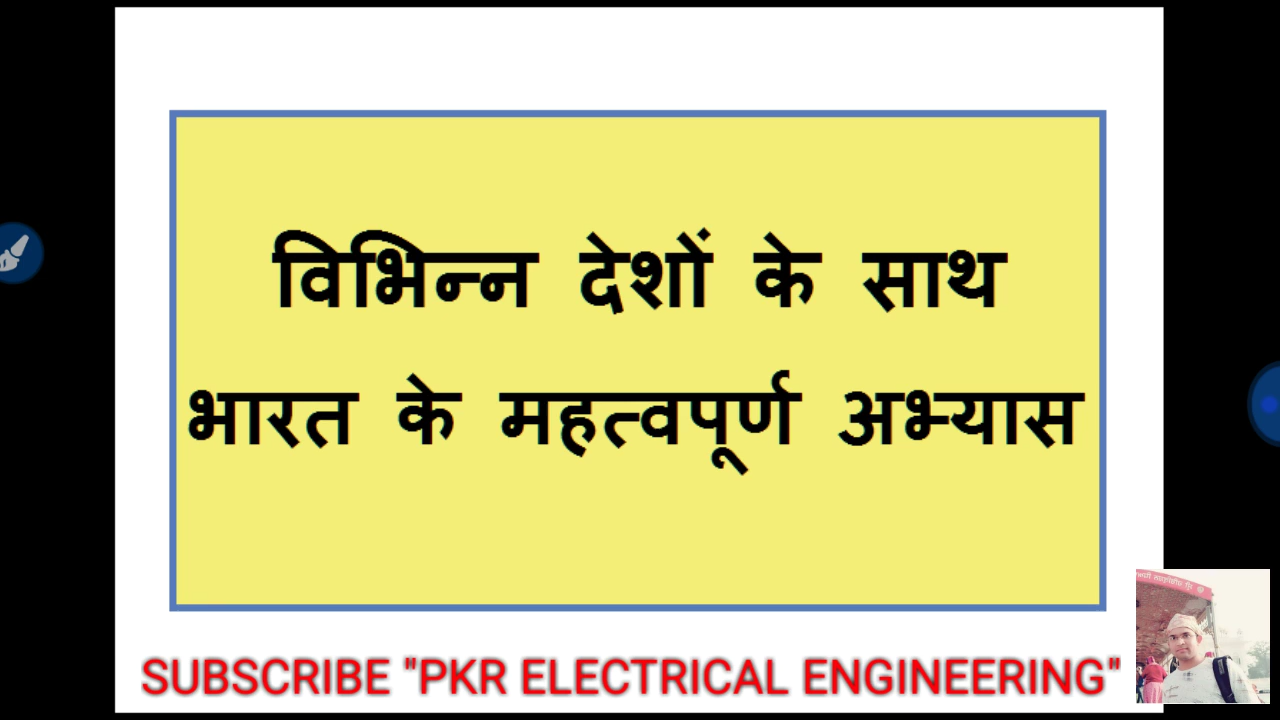 विभिन्न देशों के साथ
भारत के महत्वपूर्ण अभ्यास
SUBSCRIBE "PKR ELECTRICAL ENGINEERING"